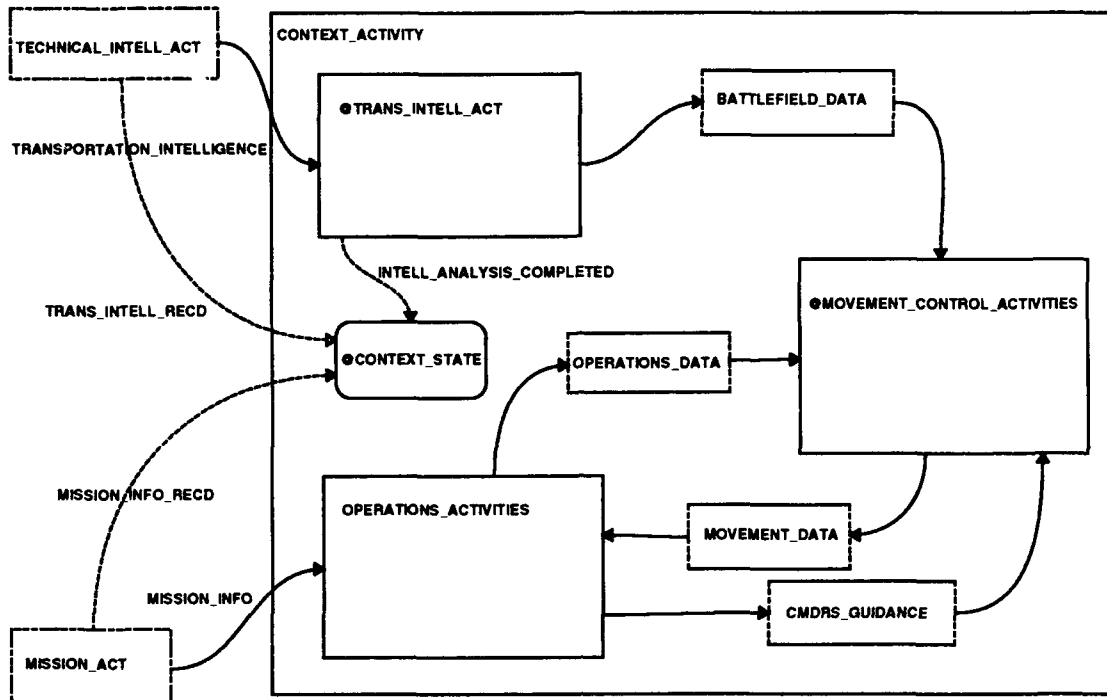 CONTEXT_ACTIVITY
TECHNICAL_INTELL_ACT
@TRANS_INTELL_ACT
BATTLEFIELD_DATA
TRANSPORTATION_INTELLIGENCE
INTELL_ANALYSIS_COMPLETED
TRANS_INTELL_RECD
@MOVEMENT_CONTROL_ACTIVITIES
@CONTEXT_STATE
OPERATIONS_DATA
MISSION_INFO_RECD
OPERATIONS_ACTIVITIES
MOVEMENT_DATA
MISSION_INFO
CMDRS_GUIDANCE
MISSION_ACT